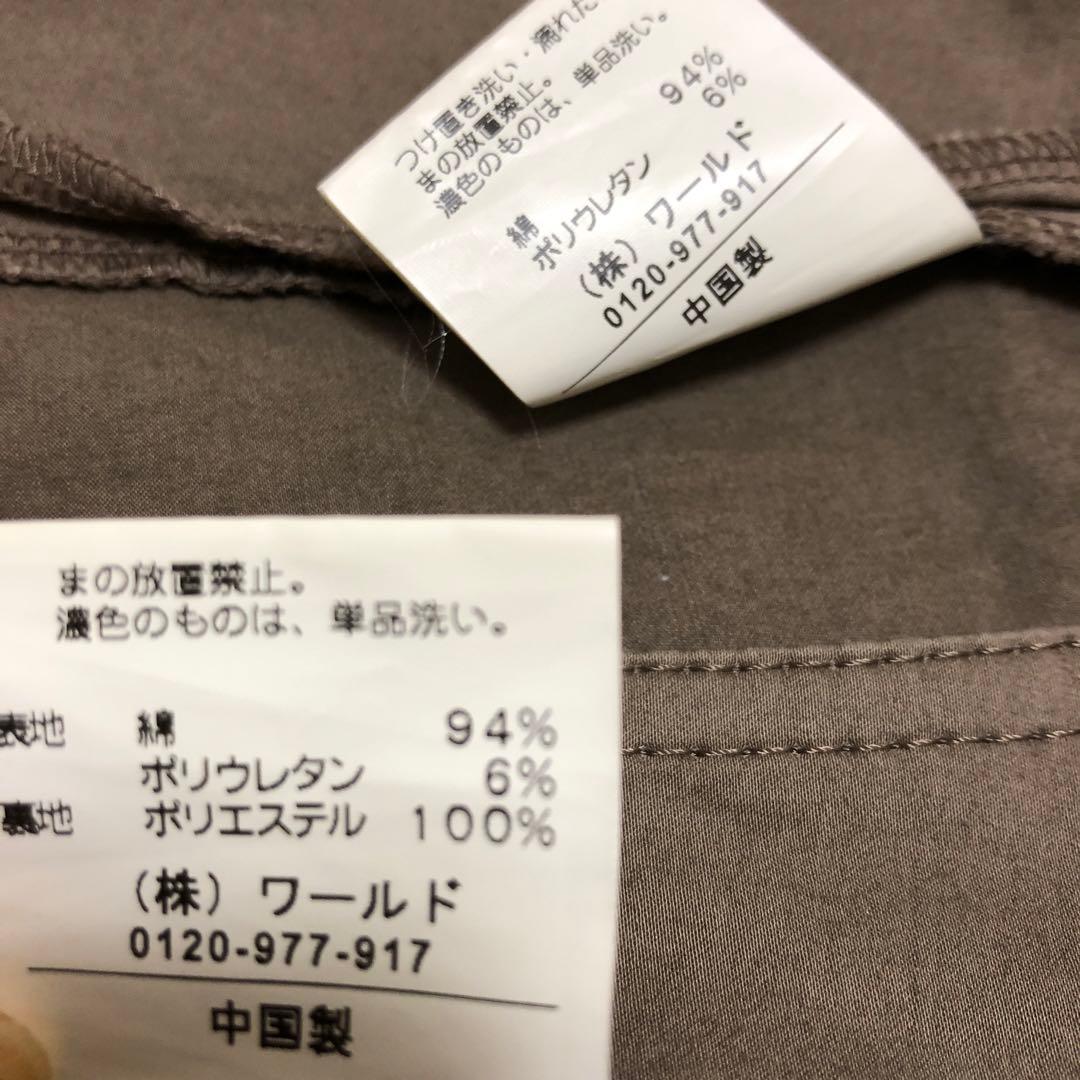 つけ置き洗い・濡れた
まの放置禁止。
濃色のものは、単品洗い。
綿 94%
ポリウレタン 6%
(株) ワールド
0120-977-917
中国製
まの放置禁止。
濃色のものは、単品洗い。
表地 綿 94%
ポリウレタン 6%
裏地 ポリエステル 100%
(株) ワールド
0120-977-917
中国製